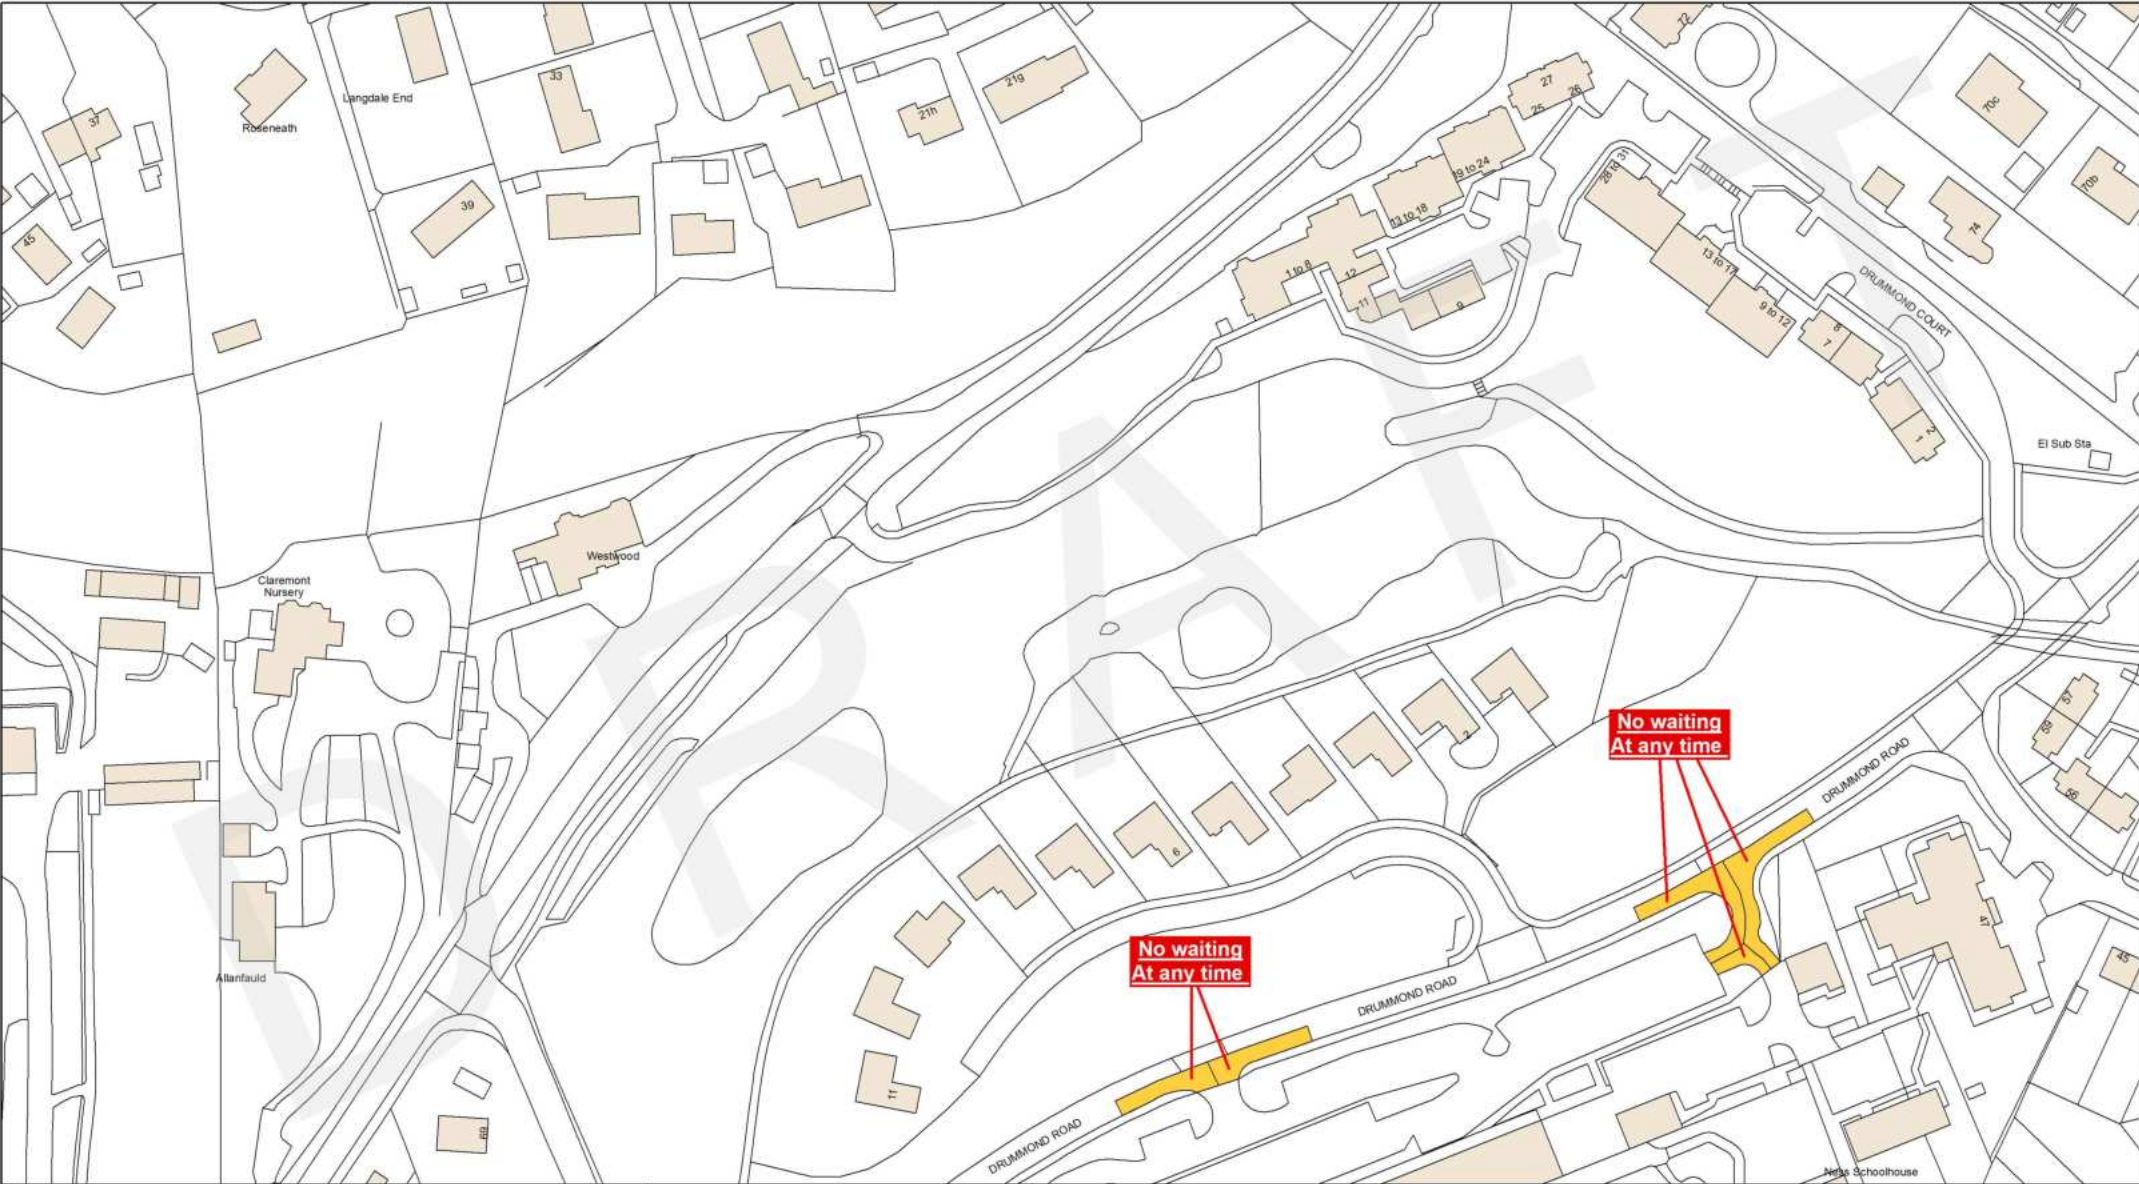 72
27
26
25
21g
21h
33
Langdale End
Roseneath
37
39
45
70c
70b
74
28 to 31
19 to 24
13 to 18
1 to 8
12
11
9
13 to 17
9 to 12
8
7
DRUMMOND COURT
2
1
El Sub Sta
Westwood
Claremont
Nursery
DRAFT
57
59
56
2
6
No waiting
At any time
DRUMMOND ROAD
47
45
No waiting
At any time
DRUMMOND ROAD
Allanfauld
11
69
DRUMMOND ROAD
Ness Schoolhouse